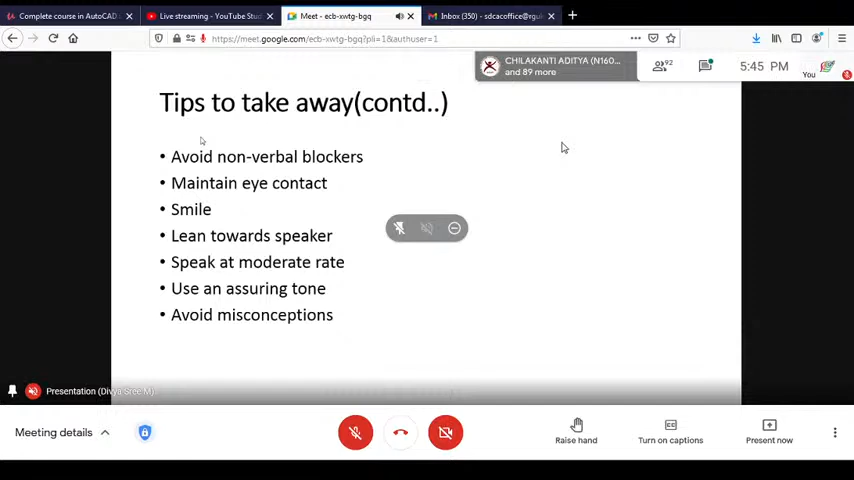 Complete course in AutoCAD
Live streaming - YouTube Stud
Meet - ecb-xwtg-bgq
Inbox (350) - sdcacoffice@rguk
https://meet.google.com/ecb-xwtg-bgq?pli=1&authuser=1
CHILAKANTI ADITYA (N160...
and 89 more
92
5:45 PM
You
Tips to take away(contd..)
• Avoid non-verbal blockers
• Maintain eye contact
• Smile
• Lean towards speaker
• Speak at moderate rate
• Use an assuring tone
• Avoid misconceptions
Presentation (Divya Sree M)
Meeting details
Raise hand
Turn on captions
Present now